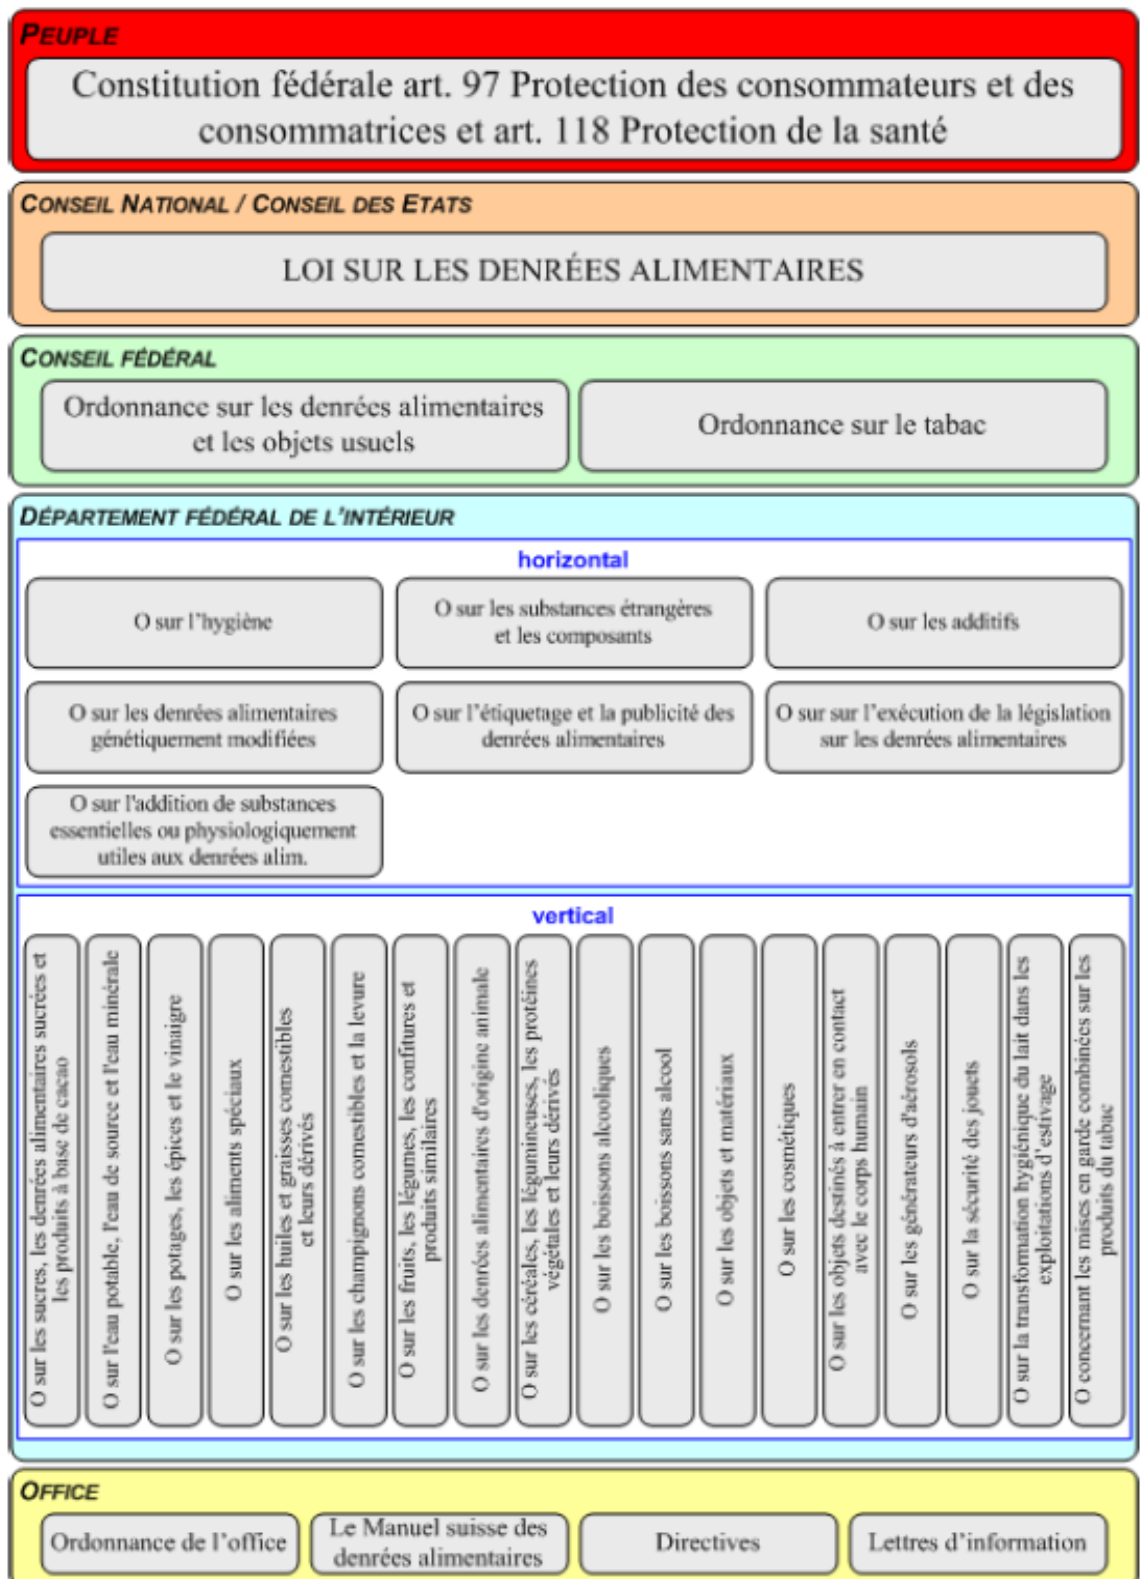 PEUPLE
Constitution fédérale art. 97 Protection des consommateurs et des
consommatrices et art. 118 Protection de la santé
CONSEIL NATIONAL / CONSEIL DES ETATS
LOI SUR LES DENRÉES ALIMENTAIRES
CONSEIL FÉDÉRAL
Ordonnance sur les denrées alimentaires
et les objets usuels
Ordonnance sur le tabac
DÉPARTEMENT FÉDÉRAL DE L'INTÉRIEUR
horizontal
O sur l'hygiène
O sur les substances étrangères
et les composants
O sur les additifs
O sur les denrées alimentaires
génétiquement modifiées
O sur l'étiquetage et la publicité des
denrées alimentaires
O sur sur l'exécution de la législation
sur les denrées alimentaires
O sur l'addition de substances
essentielles ou physiologiquement
utiles aux denrées alim.
vertical
O sur les sucres, les denrées alimentaires sucrées et
les produits à base de cacao
O sur l'eau potable, l'eau de source et l'eau minérale
O sur les potages, les épices et le vinaigre
O sur les aliments spéciaux
O sur les huiles et graisses comestibles
et leurs dérivés
O sur les champignons comestibles et la levure
O sur les fruits, les légumes, les confitures et
produits similaires
O sur les denrées alimentaires d'origine animale
O sur les céréales, les légumineuses, les protéines
végétales et leurs dérivés
O sur les boissons alcooliques
O sur les boissons sans alcool
O sur les objets et matériaux
O sur les cosmétiques
O sur les objets destinés à entrer en contact
avec le corps humain
O sur les générateurs d'aérosols
O sur la sécurité des jouets
O sur la transformation hygiénique du lait dans les
exploitations d'estivage
O concernant les mises en garde combinées sur les
produits du tabac
OFFICE
Ordonnance de l'office
Le Manuel suisse des
denrées alimentaires
Directives
Lettres d'information